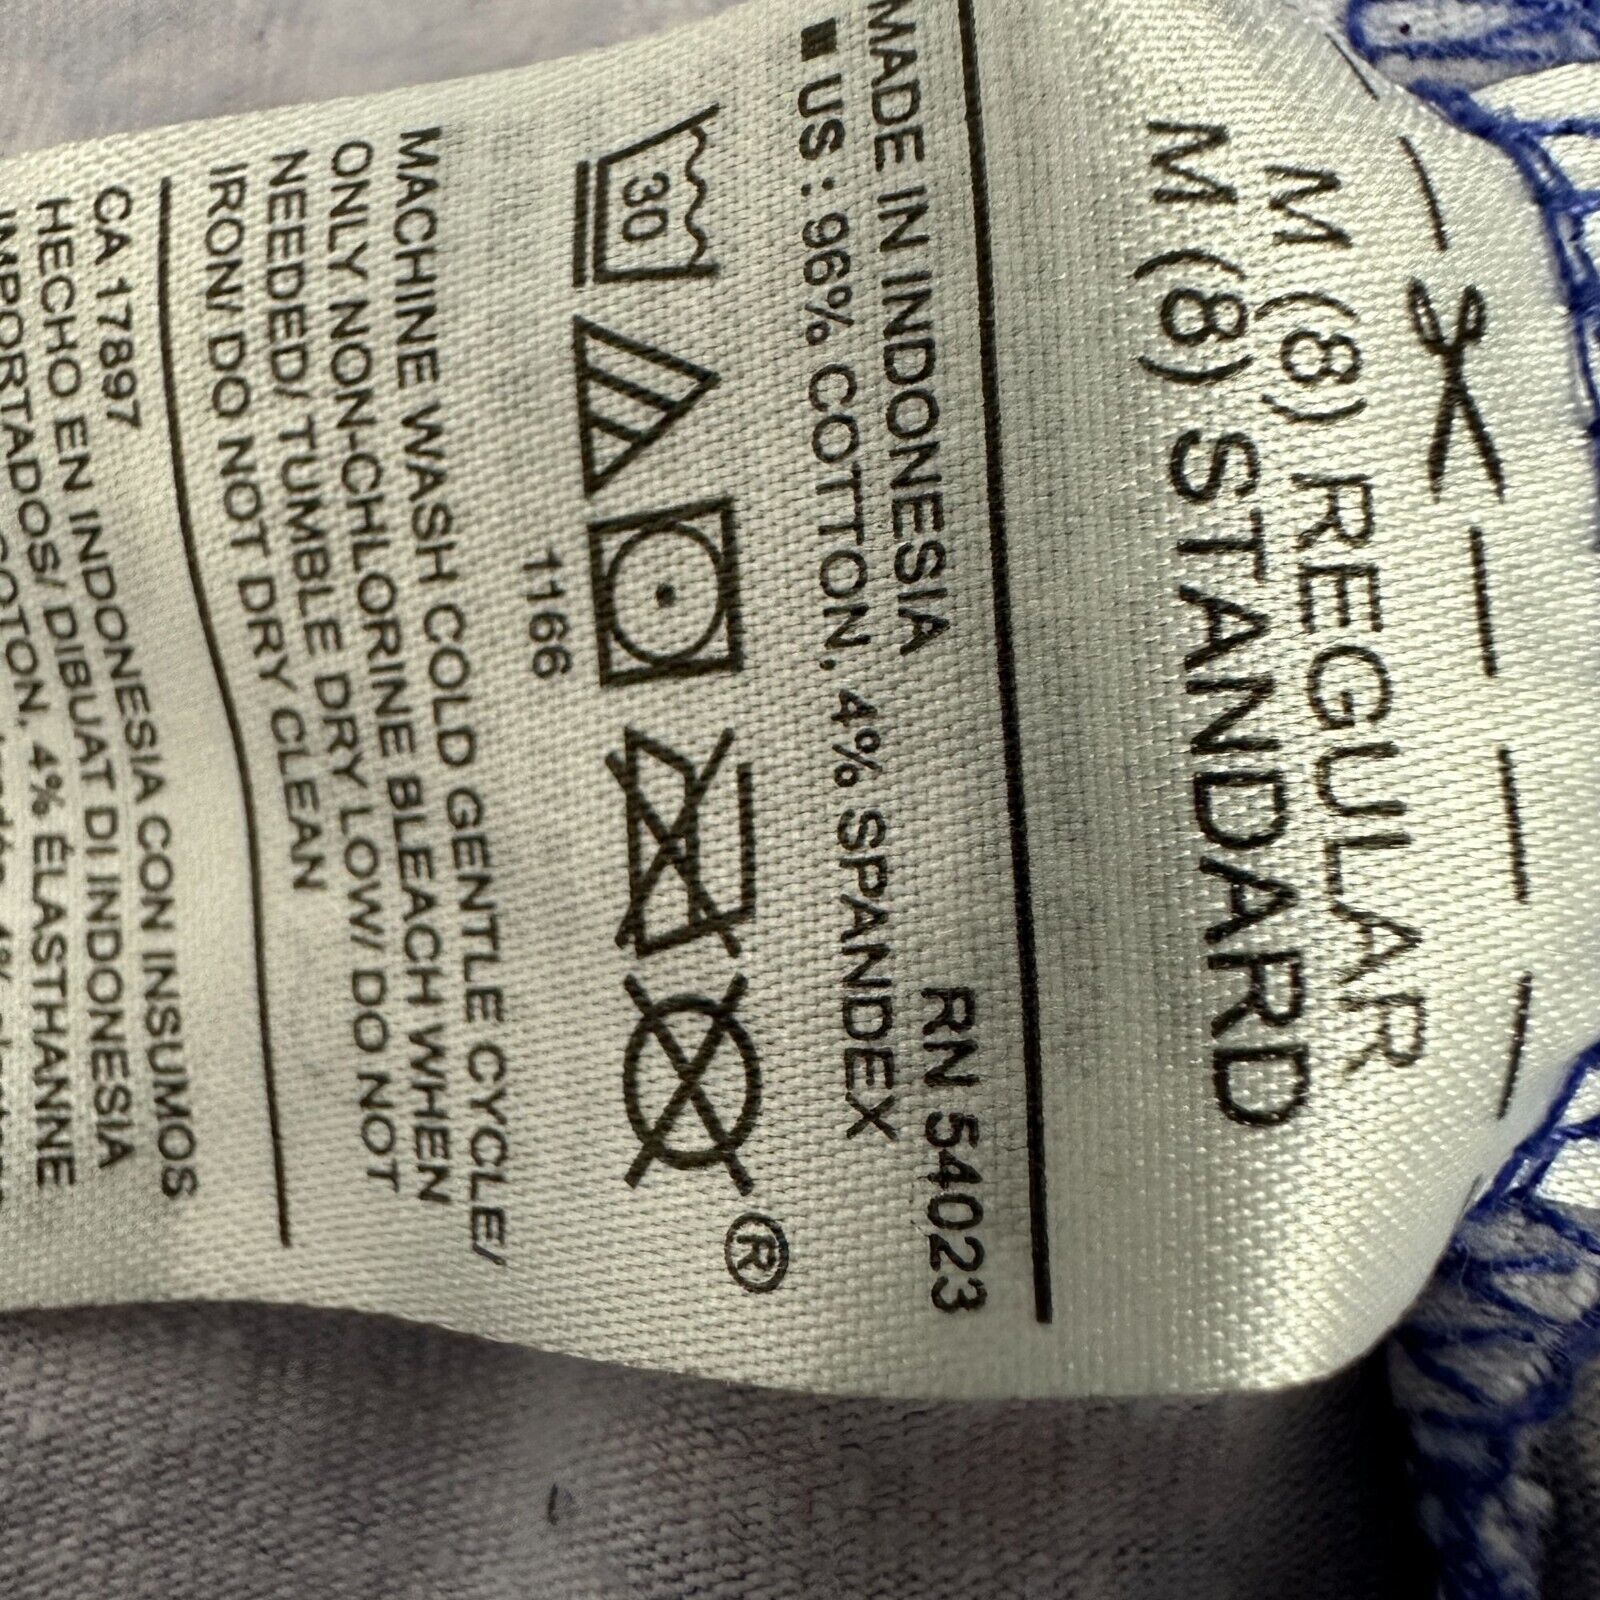 M (8) REGULAR
M (8) STANDARD
MADE IN INDONESIA RN 54023
US : 96% COTTON, 4% SPANDEX
30
®
1166
MACHINE WASH COLD GENTLE CYCLE/
ONLY NON-CHLORINE BLEACH WHEN
NEEDED/ TUMBLE DRY LOW/ DO NOT
IRON/ DO NOT DRY CLEAN
CA 17897
HECHO EN INDONESIA CON INSUMOS
IMPORTADOS/ DIBUAT DI INDONESIA
4% ÉLASTHANNE
4%